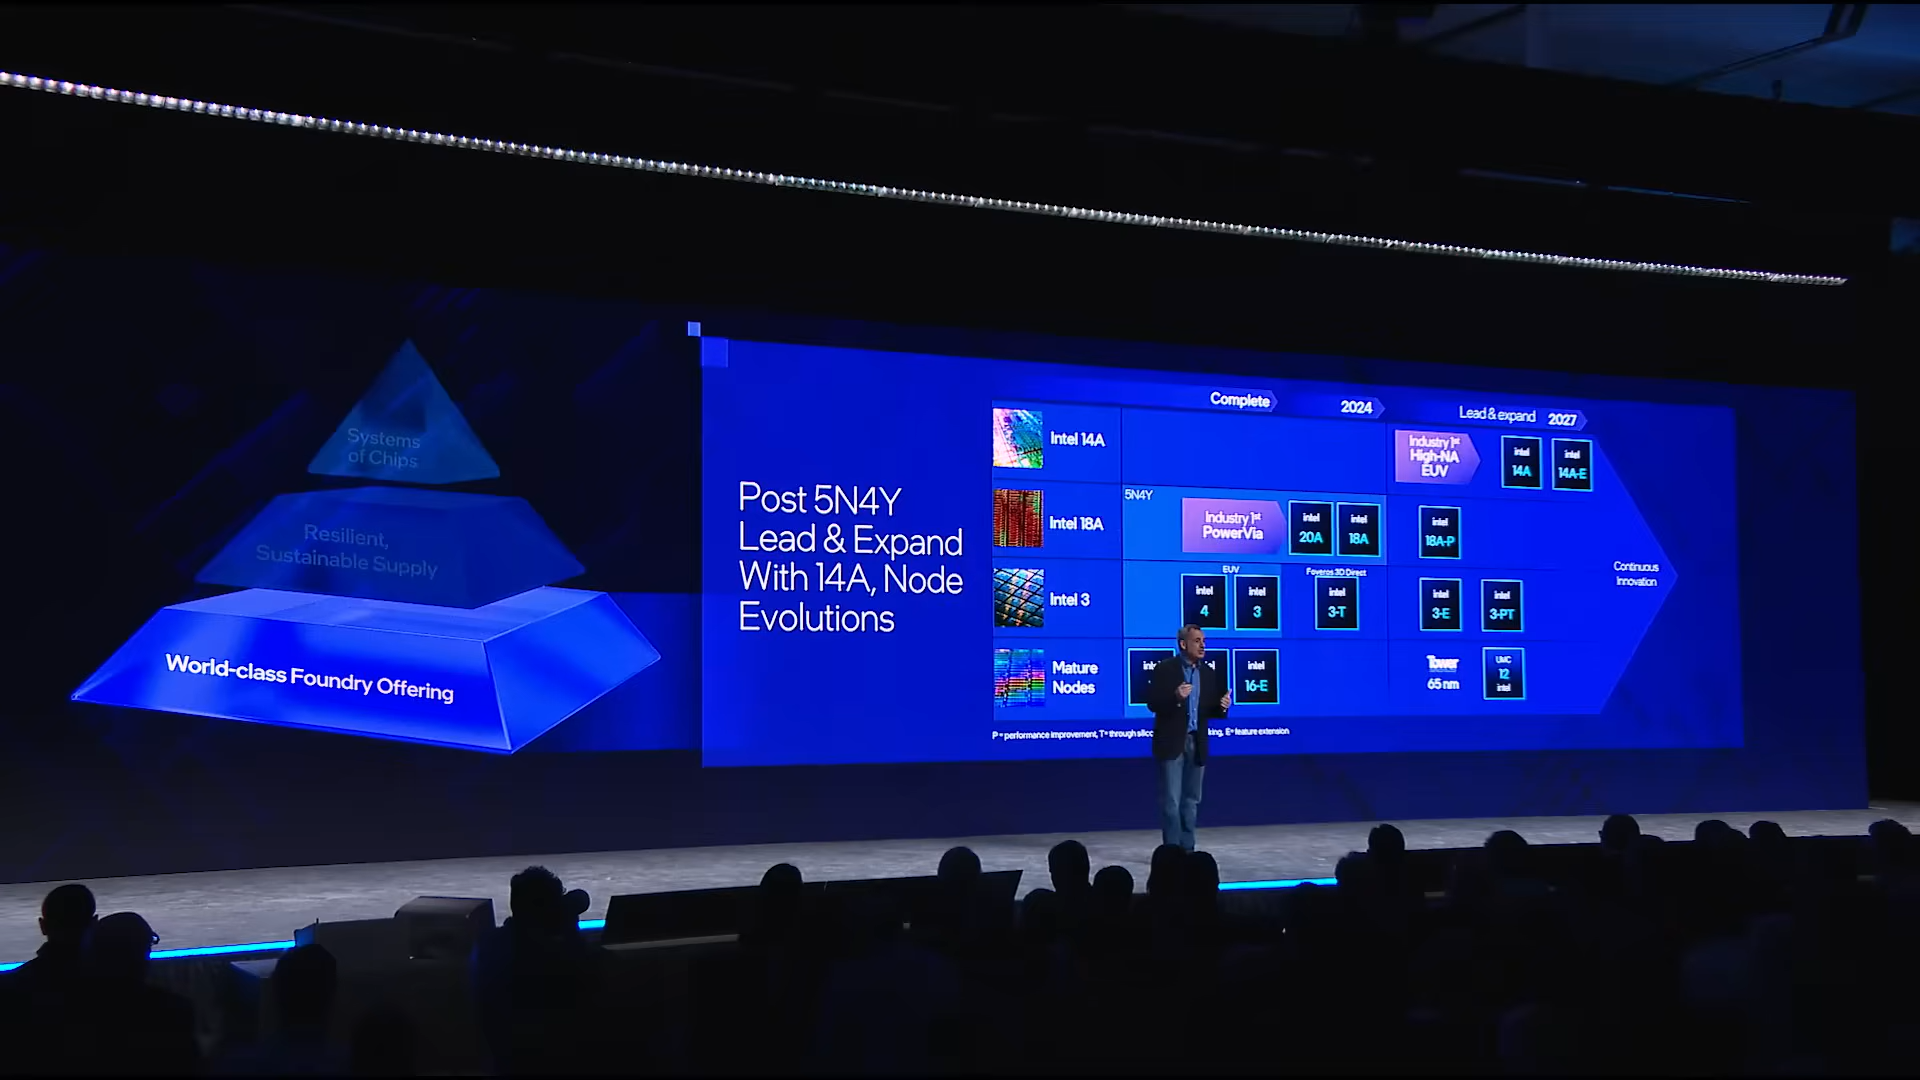 Systems
of Chips
Resilient,
Sustainable Supply
World-class Foundry Offering
Post 5N4Y
Lead & Expand
With 14A, Node
Evolutions
Complete
2024
Lead & expand 2027
Intel 14A
Industry 1st
High-NA
EUV
intel
14A
intel
14A-E
Intel 18A
5N4Y
Industry 1st
PowerVia
intel
20A
intel
18A
intel
18A-P
Intel 3
EUV
intel
4
intel
3
Foveros 3D Direct
intel
3-T
intel
3-E
intel
3-PT
Mature
Nodes
intel
16-E
Tower
65 nm
UMC
12
intel
Continuous
Innovation
P = performance improvement, T= through E= feature extension